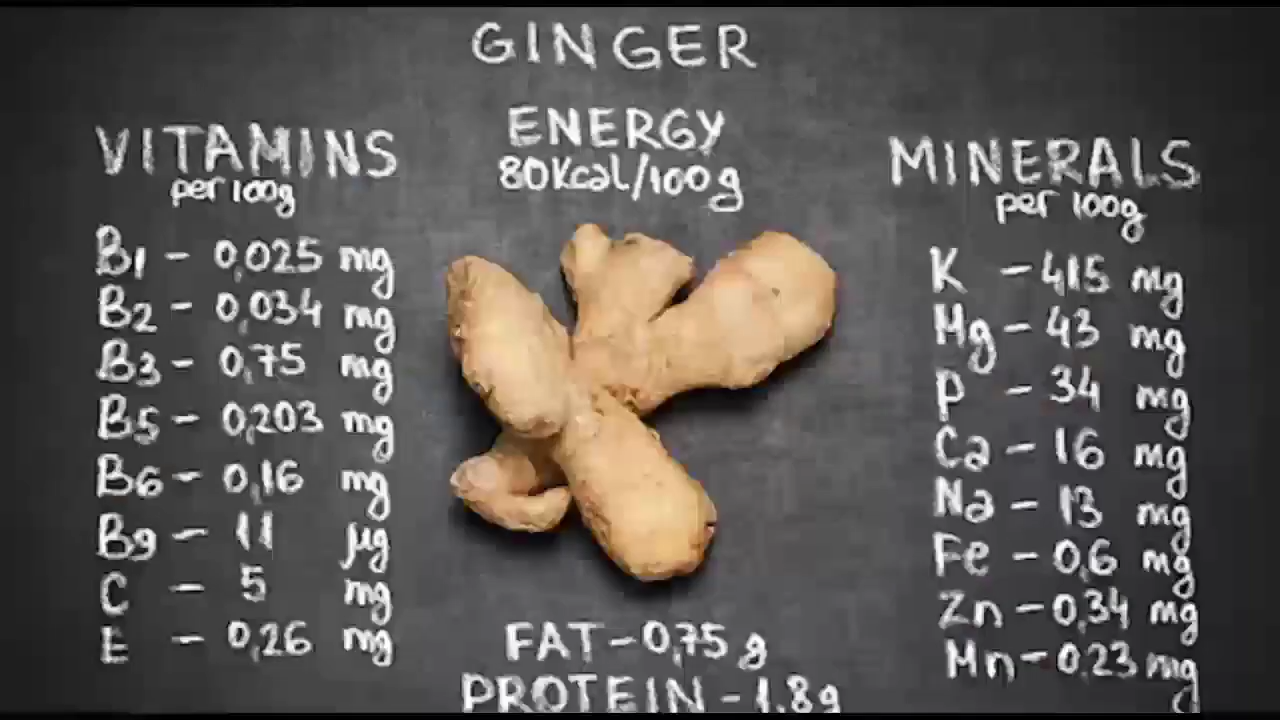 GINGER
ENERGY
80Kcal/100g
VITAMINS
per 100g
B1 - 0,025 mg
B2 - 0,034 mg
B3 - 0,75 mg
B5 - 0,203 mg
B6 - 0,16 mg
B9 - 11 µg
C - 5 mg
E - 0,26 mg
MINERALS
per 100g
K - 415 mg
Mg - 43 mg
P - 34 mg
Ca - 16 mg
Na - 13 mg
Fe - 0,6 mg
Zn - 0,34 mg
Mn - 0,23 mg
FAT - 0,75 g
PROTEIN - 1.8g